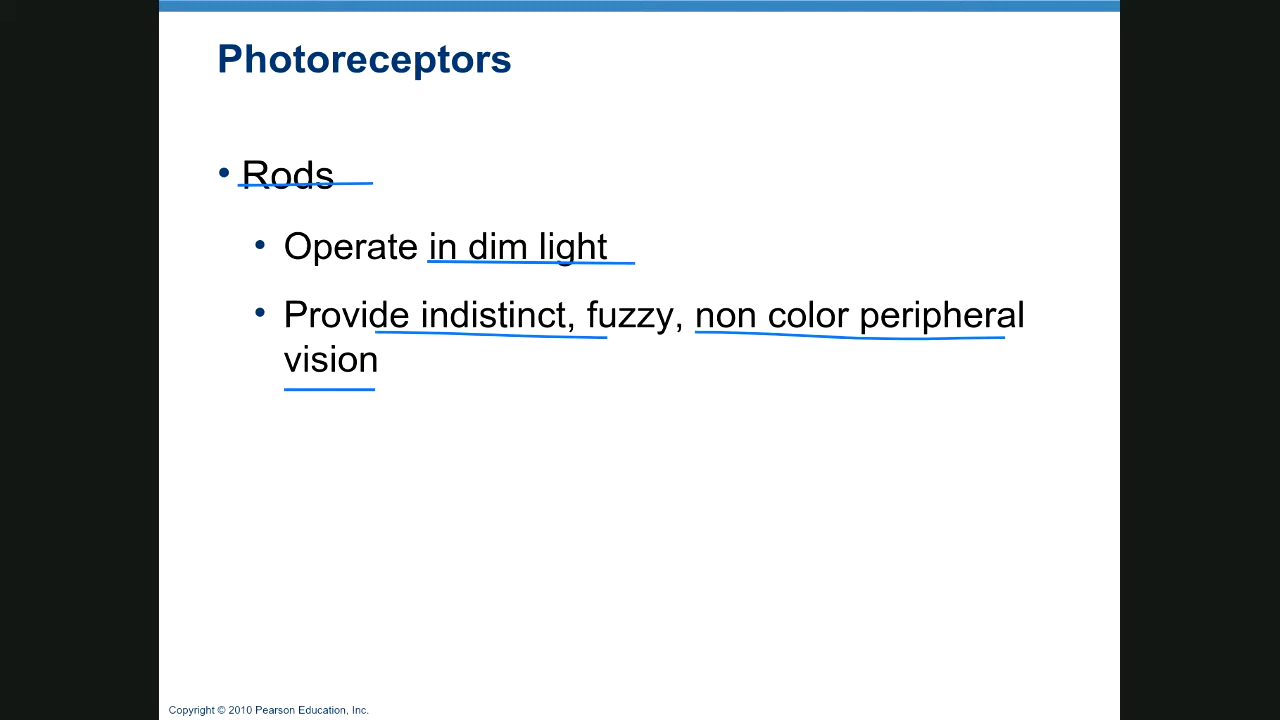 Photoreceptors
• Rods
• Operate in dim light
• Provide indistinct, fuzzy, non color peripheral
vision
Copyright © 2010 Pearson Education, Inc.